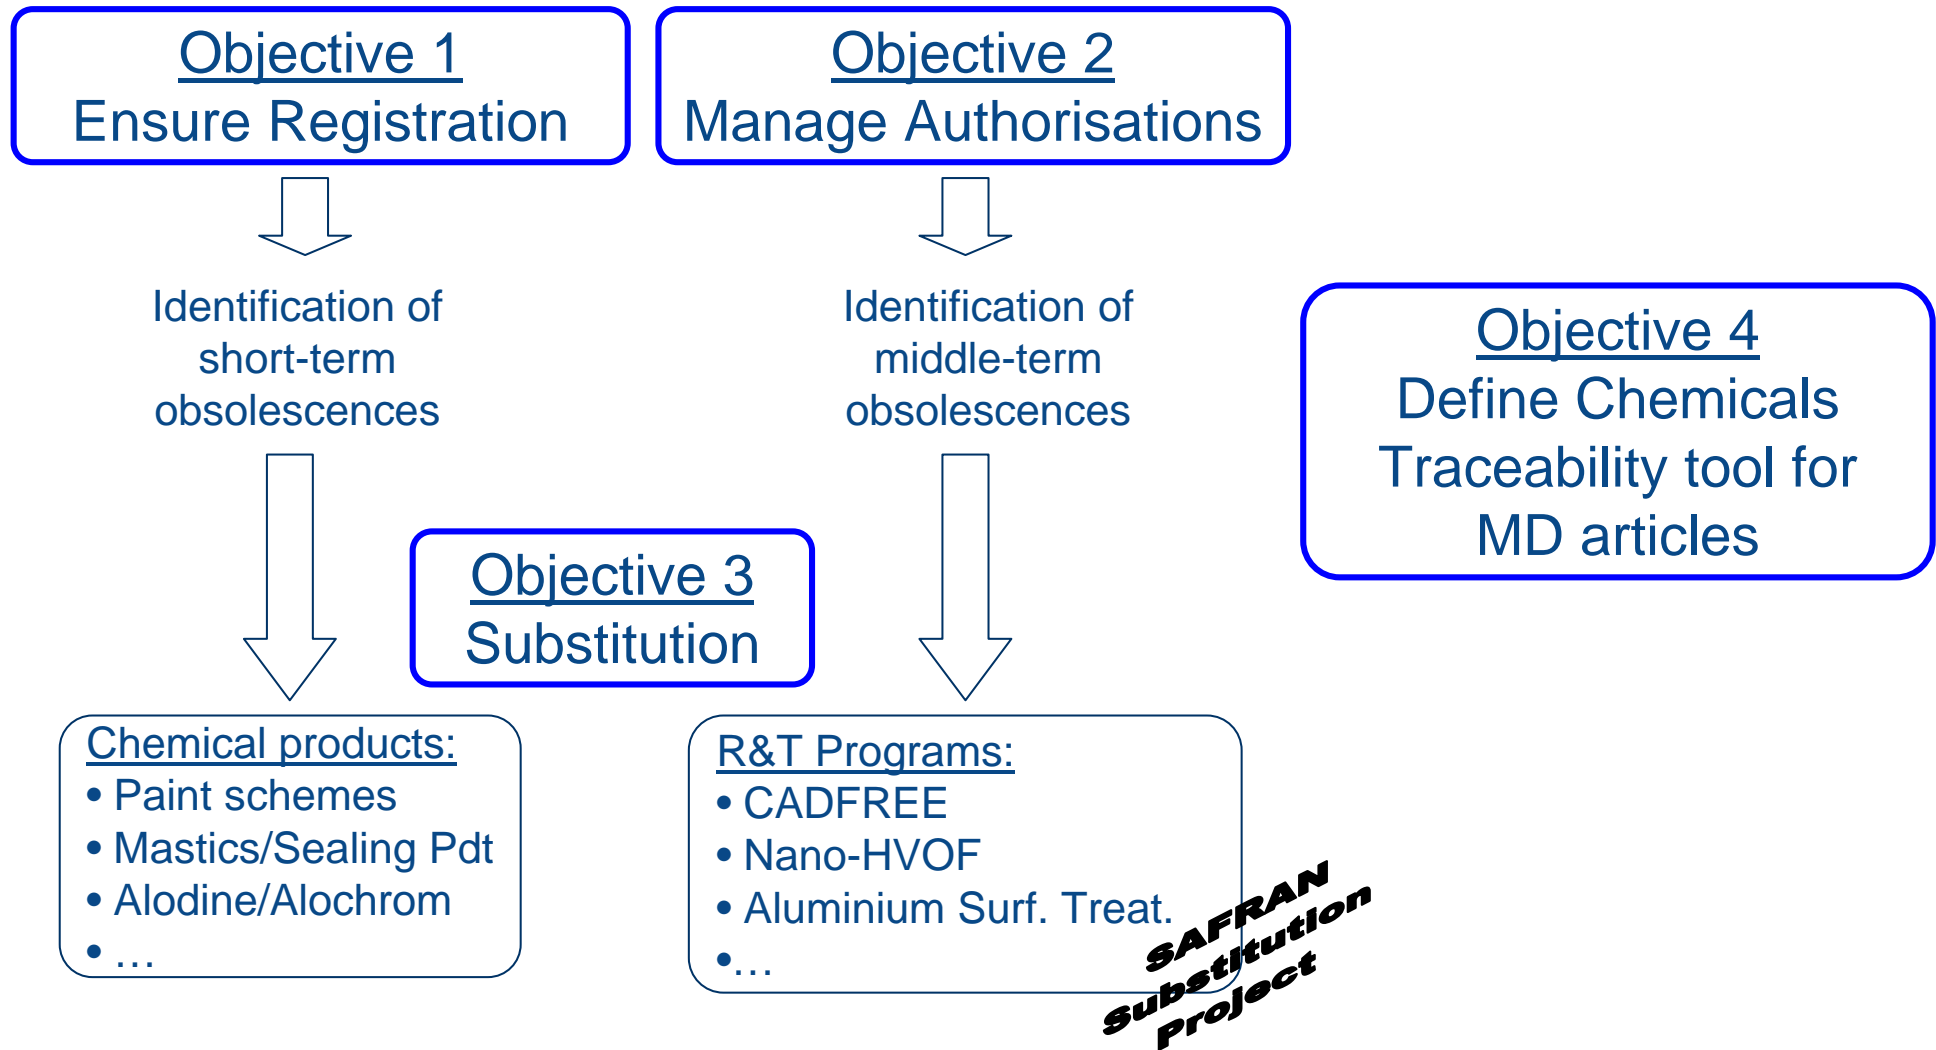 Objective 1
Ensure Registration
Objective 2
Manage Authorisations
Identification of
short-term
obsolescences
Identification of
middle-term
obsolescences
Objective 4
Define Chemicals
Traceability tool for
MD articles
Objective 3
Substitution
Chemical products:
• Paint schemes
• Mastics/Sealing Pdt
• Alodine/Alochrom
• …
R&T Programs:
• CADFREE
• Nano-HVOF
• Aluminium Surf. Treat.
•…
SAFRAN
Substitution
Project